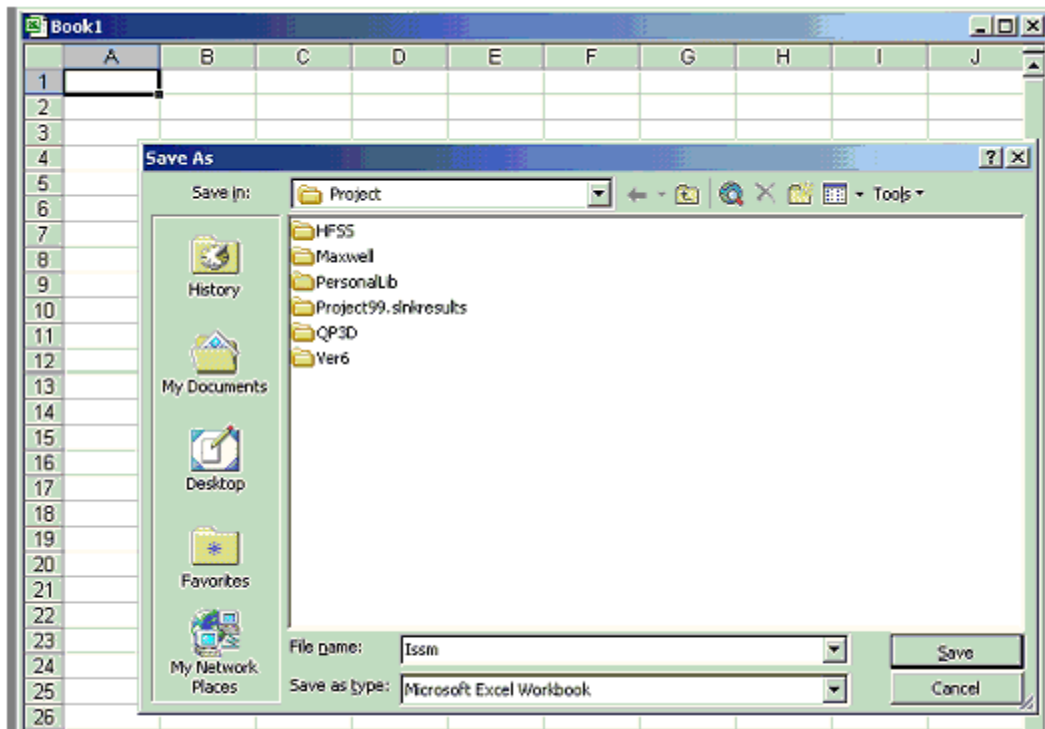 Book1
A B C D E F G H I J
1
2
3
4
5
6
7
8
9
10
11
12
13
14
15
16
17
18
19
20
21
22
23
24
25
26
Save As
Save in: Project Tools
HFSS
Maxwell
PersonalLib
Project99.slnkresults
QP3D
Ver6
History
My Documents
Desktop
Favorites
My Network
Places
File name: Issm Save
Save as type: Microsoft Excel Workbook Cancel